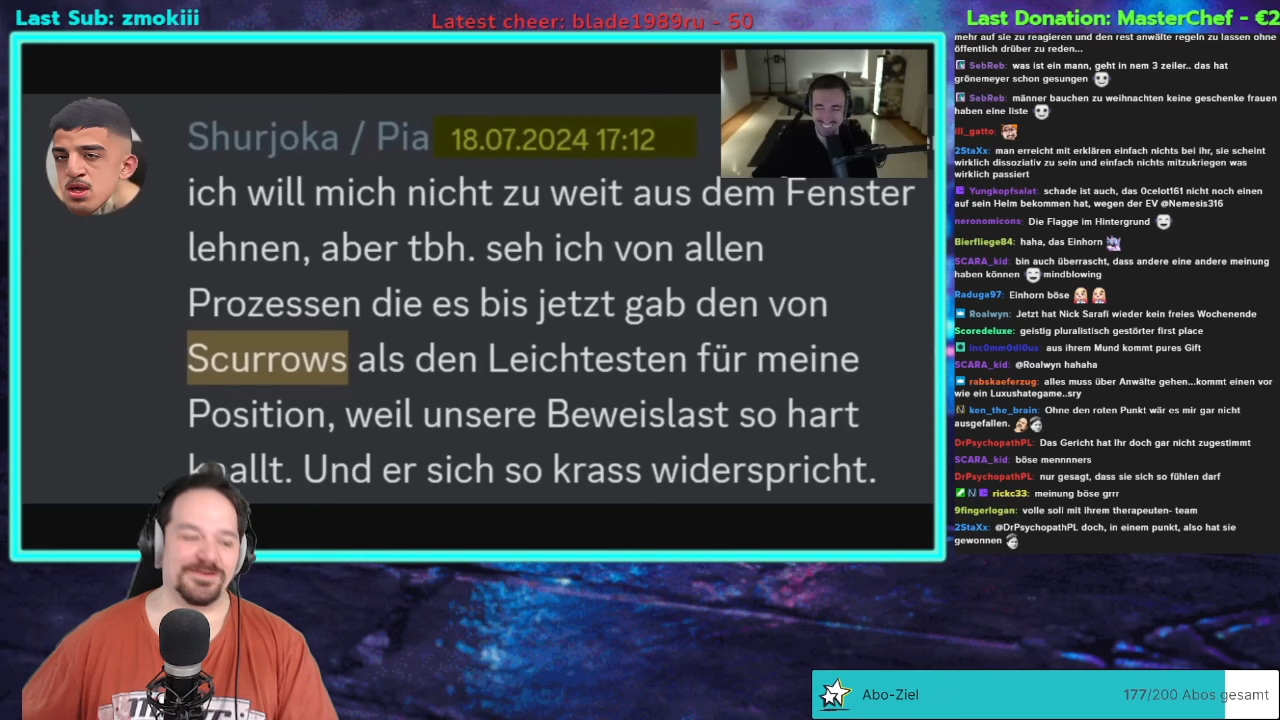 Last Sub: zmokiii
Latest cheer: blade1989ru - 50
Last Donation: MasterChef - €2
Shurjoka / Pia 18.07.2024 17:12
ich will mich nicht zu weit aus dem Fenster
lehnen, aber tbh. seh ich von allen
Prozessen die es bis jetzt gab den von
Scurrows als den Leichtesten für meine
Position, weil unsere Beweislast so hart
knallt. Und er sich so krass widerspricht.
mehr auf sie zu reagieren und den rest anwälte regeln zu lassen ohne
öffentlich drüber zu reden...
SebReb: was ist ein mann, geht in nem 3 zeiler.. das hat
grönemeyer schon gesungen
SebReb: männer bauchen zu weihnachten keine geschenke frauen
haben eine liste
ill_gatto:
2StaXx: man erreicht mit erklären einfach nichts bei ihr, sie scheint
wirklich dissoziativ zu sein und einfach nichts mitzukriegen was
wirklich passiert
Yungkopfsalat: schade ist auch, das 0celot161 nicht noch einen
auf sein Helm bekommen hat, wegen der EV @Nemesis316
neronomicons: Die Flagge im Hintergrund
Bierfliege84: haha, das Einhorn
SCARA_kid: bin auch überrascht, dass andere eine andere meinung
haben können mindblowing
Raduga97: Einhorn böse
Roalwyn: Jetzt hat Nick Sarafi wieder kein freies Wochenende
Scoredeluxe: geistig pluralistisch gestörter first place
inc0mm0di0us: aus ihrem Mund kommt pures Gift
SCARA_kid: @Roalwyn hahaha
rabskaeferzug: alles muss über Anwälte gehen...kommt einen vor
wie ein Luxushategame..sry
ken_the_brain: Ohne den roten Punkt wär es mir gar nicht
ausgefallen.
DrPsychopathPL: Das Gericht hat Ihr doch gar nicht zugestimmt
SCARA_kid: böse mennnners
DrPsychopathPL: nur gesagt, dass sie sich so fühlen darf
rickc33: meinung böse grrr
9fingerlogan: volle soli mit ihrem therapeuten- team
2StaXx: @DrPsychopathPL doch, in einem punkt, also hat sie
gewonnen
Abo-Ziel
177/200 Abos gesamt